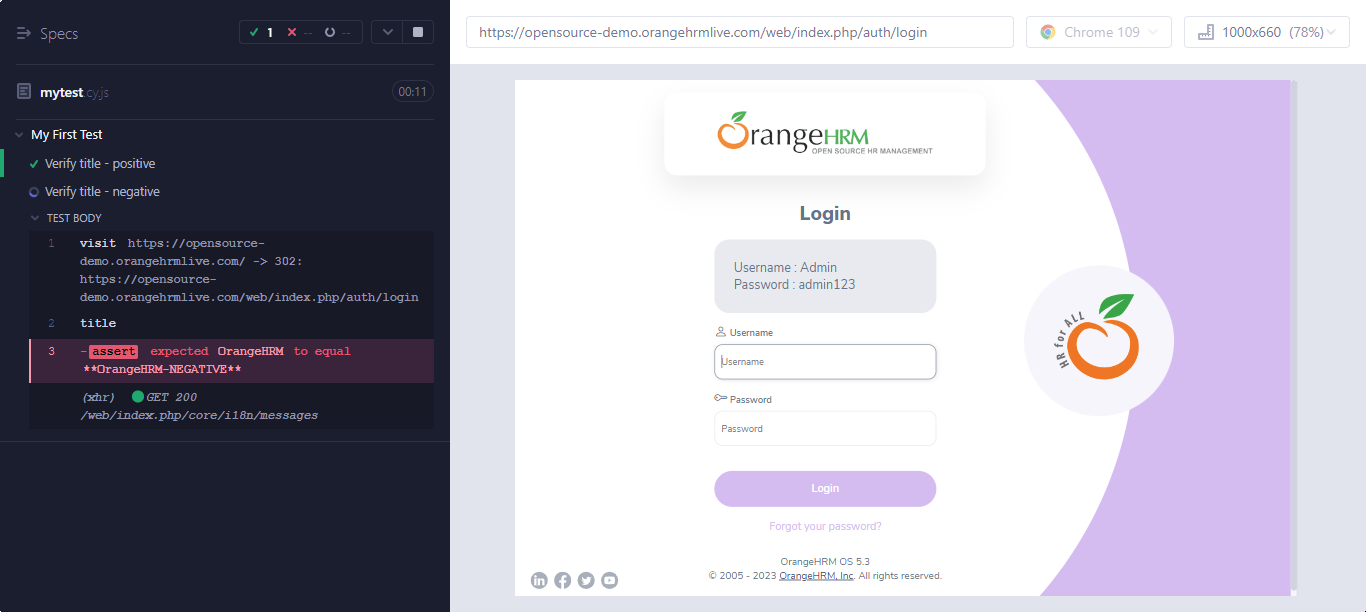 Specs
1
--
--
mytest.cy.js
00:11
My First Test
Verify title - positive
Verify title - negative
TEST BODY
1 visit https://opensource-
demo.orangehrmlive.com/ -> 302:
https://opensource-
demo.orangehrmlive.com/web/index.php/auth/login
2 title
3 -assert expected OrangeHRM to equal
**OrangeHRM-NEGATIVE**
(xhr) GET 200
/web/index.php/core/i18n/messages
https://opensource-demo.orangehrmlive.com/web/index.php/auth/login
Chrome 109
1000x660 (78%)
OrangeHRM
OPEN SOURCE HR MANAGEMENT
Login
Username : Admin
Password : admin123
Username
Username
Password
Password
Login
Forgot your password?
OrangeHRM OS 5.3
© 2005 - 2023 OrangeHRM, Inc. All rights reserved.
HR for ALL